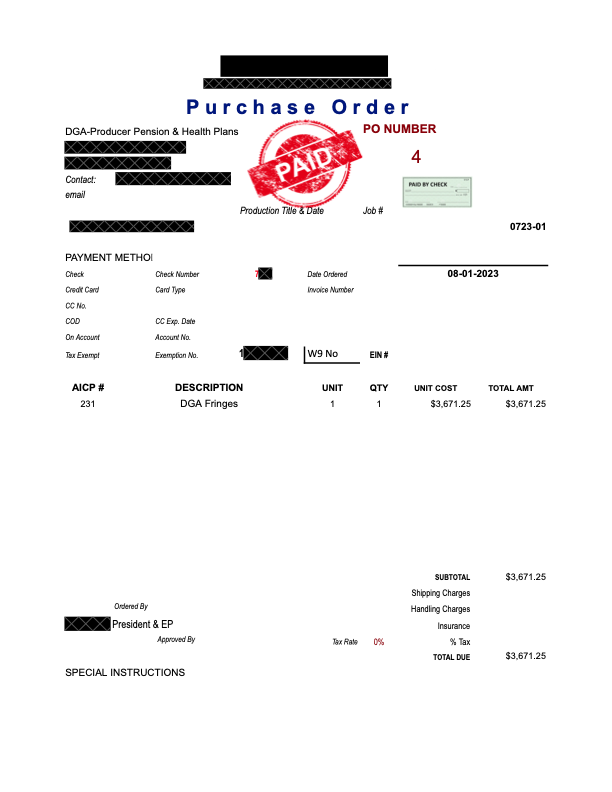 Purchase Order
DGA-Producer Pension & Health Plans
PO NUMBER
PAID
4
Contact:
PAID BY CHECK
email
Production Title & Date Job #
0723-01
PAYMENT METHO
Check Check Number Date Ordered 08-01-2023
Credit Card Card Type Invoice Number
CC No.
COD CC Exp. Date
On Account Account No.
Tax Exempt Exemption No. 1 W9 No EIN #
AICP # DESCRIPTION UNIT QTY UNIT COST TOTAL AMT
231 DGA Fringes 1 1 $3,671.25 $3,671.25
SUBTOTAL $3,671.25
Shipping Charges
Handling Charges
Ordered By
President & EP
Insurance
Approved By
Tax Rate 0% % Tax
TOTAL DUE $3,671.25
SPECIAL INSTRUCTIONS